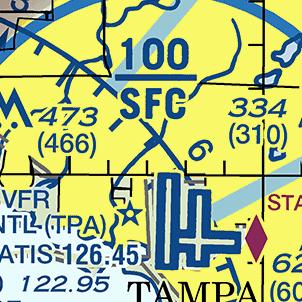 100
SFC
473
(466)
334
(310)
6
VFR
NTL (TPA)
ATIS 126.45
122.95
STA
TAMPA
62
(60